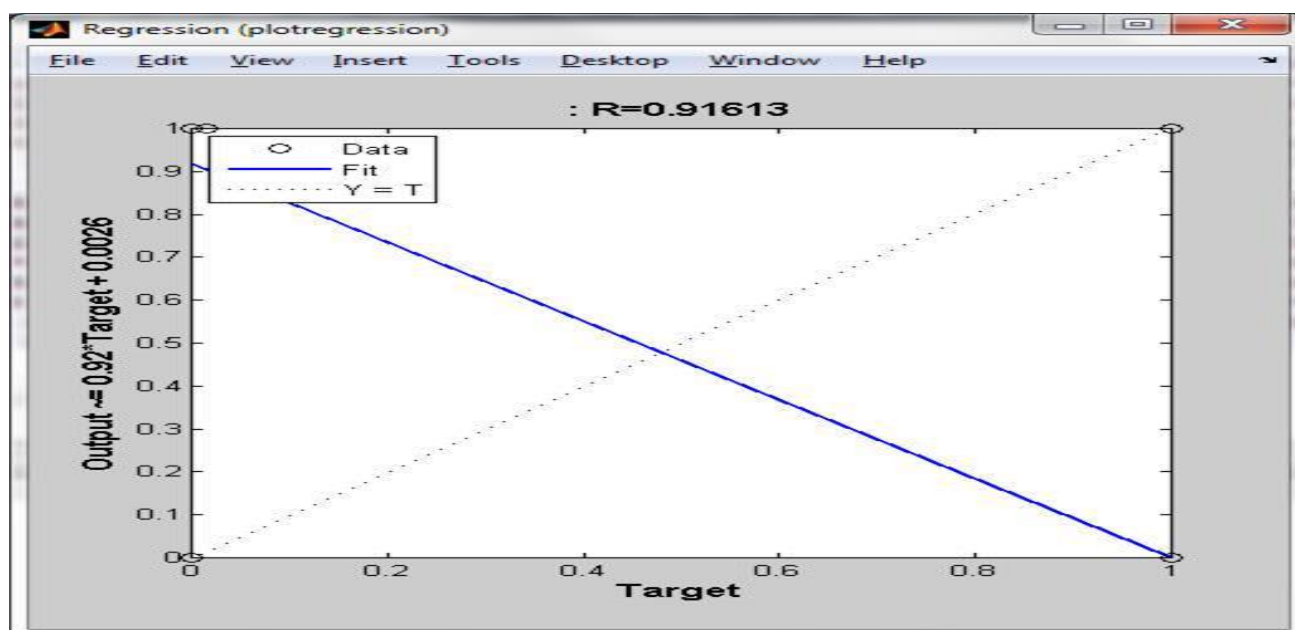 Regression (plotregression)
File Edit View Insert Tools Desktop Window Help
: R=0.91613
Data
Fit
Y = T
Output ~= 0.92*Target + 0.0026
1
0.9
0.8
0.7
0.6
0.5
0.4
0.3
0.2
0.1
0
0 0.2 0.4 0.6 0.8 1
Target